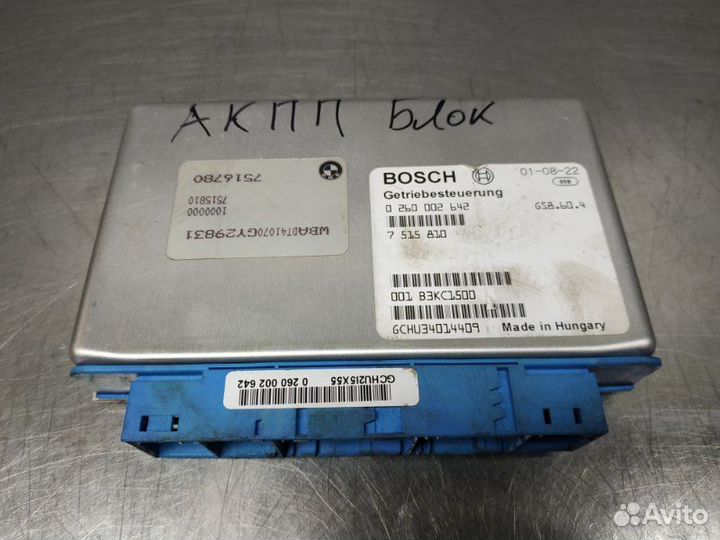 АКПП Блок
7516780
7515810
1000000
WBADT41070GY29831
BOSCH
01-08-22
Getriebesteuerung
0 260 002 642
GS8.60.4
7 515 810
001 B3KC1500
GCHU34014409
Made in Hungary
GCHU2I5X55
0 260 002 642
Avito